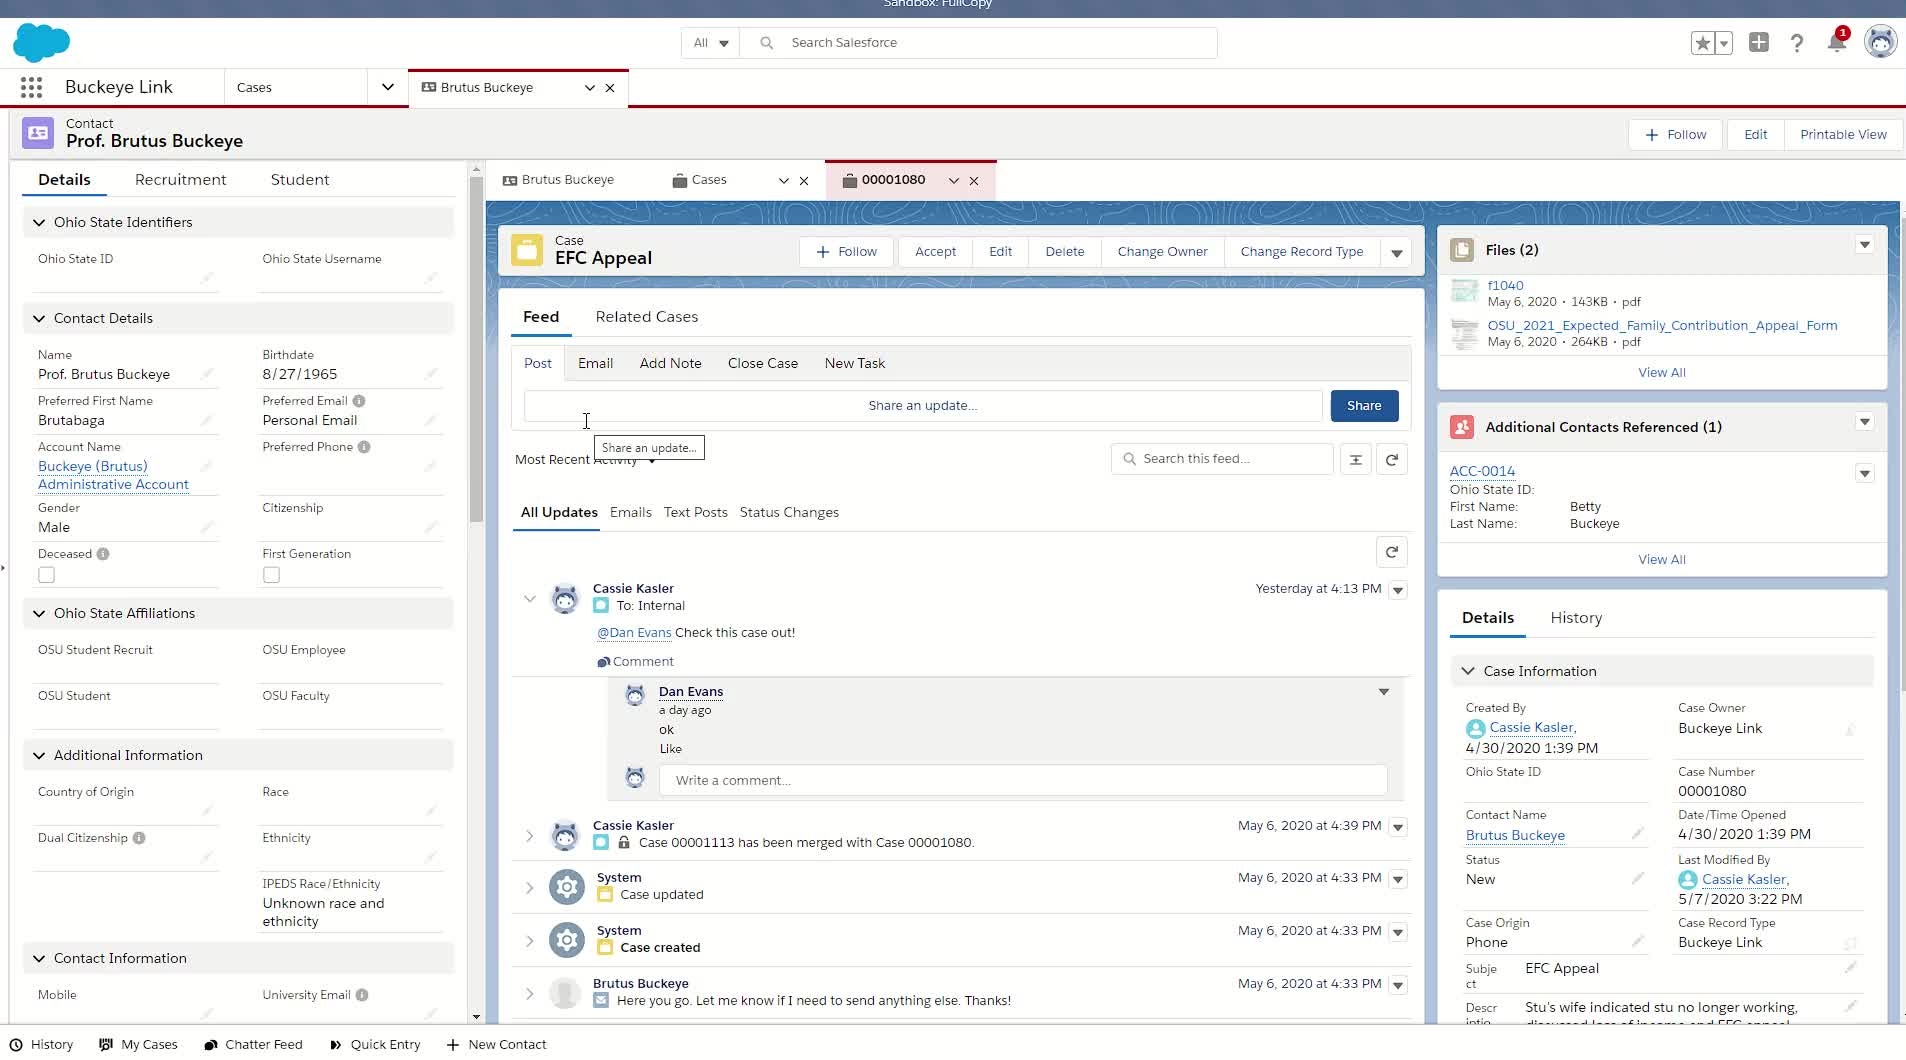 Sandbox: FullCopy
All
Search Salesforce
1
Buckeye Link
Cases
Brutus Buckeye
Contact
Prof. Brutus Buckeye
+ Follow
Edit
Printable View
Details
Recruitment
Student
Ohio State Identifiers
Ohio State ID
Ohio State Username
Contact Details
Name
Birthdate
Prof. Brutus Buckeye
8/27/1965
Preferred First Name
Preferred Email
Brutabaga
Personal Email
Account Name
Preferred Phone
Buckeye (Brutus)
Administrative Account
Gender
Citizenship
Male
Deceased
First Generation
Ohio State Affiliations
OSU Student Recruit
OSU Employee
OSU Student
OSU Faculty
Additional Information
Country of Origin
Race
Dual Citizenship
Ethnicity
IPEDS Race/Ethnicity
Unknown race and
ethnicity
Contact Information
Mobile
University Email
Brutus Buckeye
Cases
00001080
Case
EFC Appeal
+ Follow
Accept
Edit
Delete
Change Owner
Change Record Type
Feed
Related Cases
Post
Email
Add Note
Close Case
New Task
Share an update...
Share
Share an update...
Most Recent Activity
Search this feed...
All Updates
Emails
Text Posts
Status Changes
Cassie Kasler
Yesterday at 4:13 PM
To: Internal
@Dan Evans Check this case out!
Comment
Dan Evans
a day ago
ok
Like
Write a comment...
Cassie Kasler
May 6, 2020 at 4:39 PM
Case 00001113 has been merged with Case 00001080.
System
May 6, 2020 at 4:33 PM
Case updated
System
May 6, 2020 at 4:33 PM
Case created
Brutus Buckeye
May 6, 2020 at 4:33 PM
Here you go. Let me know if I need to send anything else. Thanks!
Files (2)
f1040
May 6, 2020 • 143KB • pdf
OSU_2021_Expected_Family_Contribution_Appeal_Form
May 6, 2020 • 264KB • pdf
View All
Additional Contacts Referenced (1)
ACC-0014
Ohio State ID:
First Name: Betty
Last Name: Buckeye
View All
Details
History
Case Information
Created By
Case Owner
Cassie Kasler,
Buckeye Link
4/30/2020 1:39 PM
Ohio State ID
Case Number
00001080
Contact Name
Date/Time Opened
Brutus Buckeye
4/30/2020 1:39 PM
Status
Last Modified By
New
Cassie Kasler,
5/7/2020 3:22 PM
Case Origin
Case Record Type
Phone
Buckeye Link
Subje
ct
EFC Appeal
Descr
iptio
Stu's wife indicated stu no longer working,
discussed loss of income and EFC appeal
History
My Cases
Chatter Feed
Quick Entry
+ New Contact